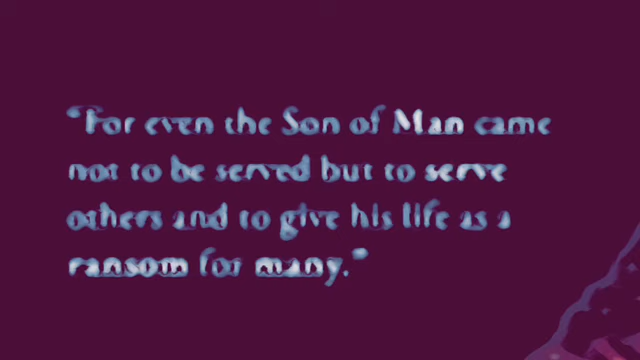 “For even the Son of Man came
not to be served but to serve
others and to give his life as a
ransom for many.”